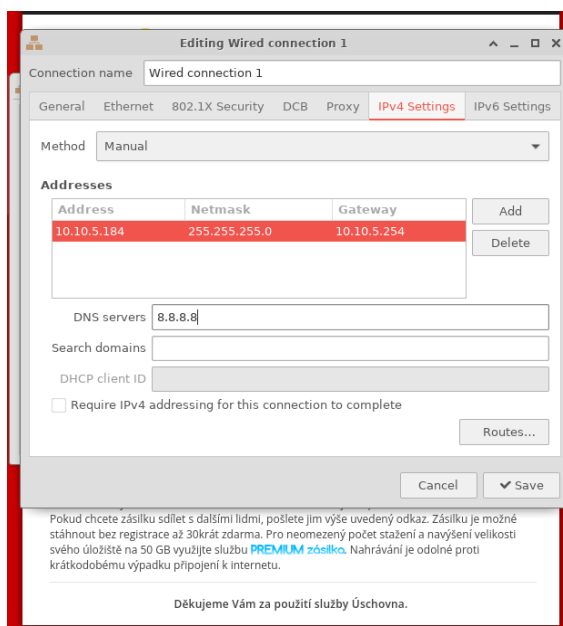 Editing Wired connection 1
Connection name Wired connection 1
General Ethernet 802.1X Security DCB Proxy IPv4 Settings IPv6 Settings
Method Manual
Addresses
Address Netmask Gateway Add
10.10.5.184 255.255.255.0 10.10.5.254
Delete
DNS servers 8.8.8.8
Search domains
DHCP client ID
Require IPv4 addressing for this connection to complete
Routes...
Cancel Save
Pokud chcete zásilku sdílet s dalšími lidmi, pošlete jim výše uvedený odkaz. Zásilku je možné
stáhnout bez registrace až 30krát zdarma. Pro neomezený počet stažení a navýšení velikosti
svého úložiště na 50 GB využijte službu PREMIUM zásilka. Nahrávání je odolné proti
krátkodobému výpadku připojení k internetu.
Děkujeme Vám za použití služby Úschovna.